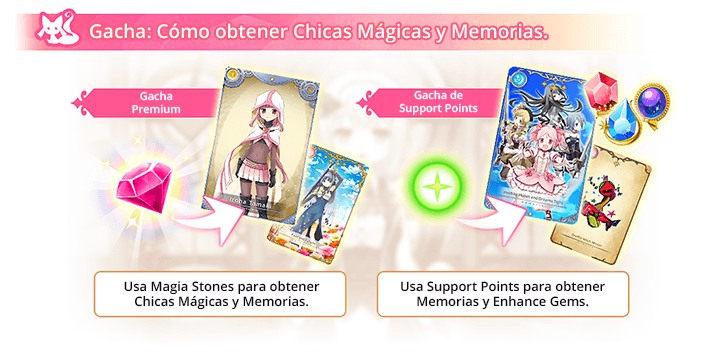 Gacha: Cómo obtener Chicas Mágicas y Memorias.
Gacha
Premium
Iroha Tamaki
Usa Magia Stones para obtener
Chicas Mágicas y Memorias.
Gacha de
Support Points
Usa Support Points para obtener
Memorias y Enhance Gems.